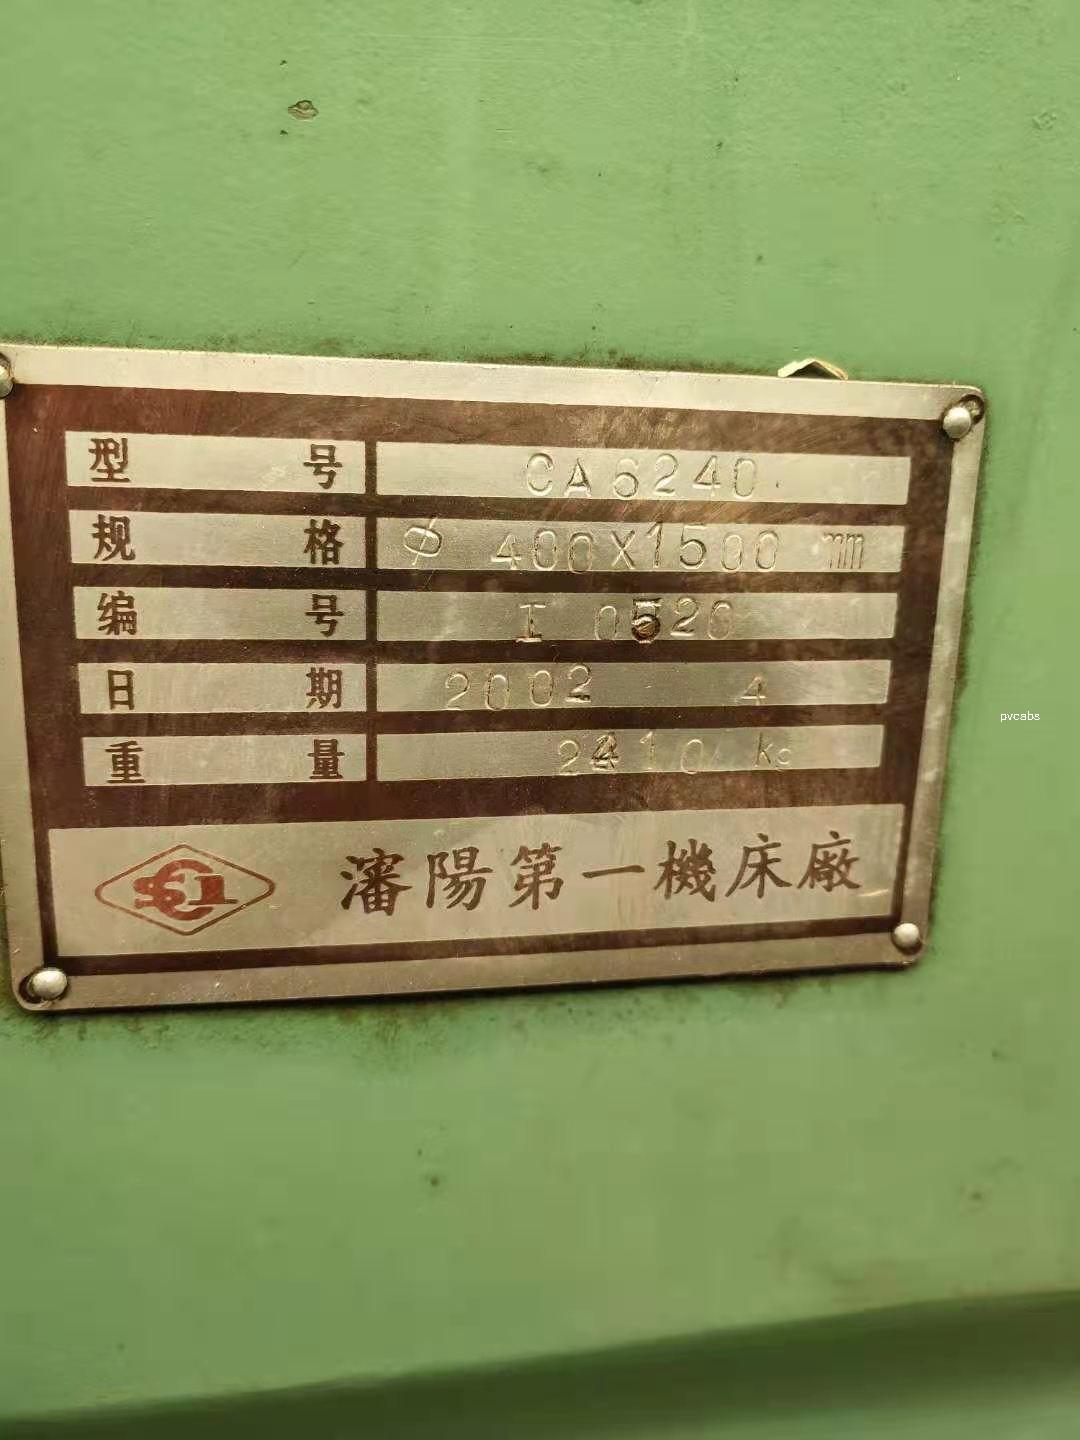 型号 CA6240
规格 ϕ 400X1500 mm
编号 I 0520
日期 2002 4
重量 2410 kg
瀋陽第一機床廠
pvcabs